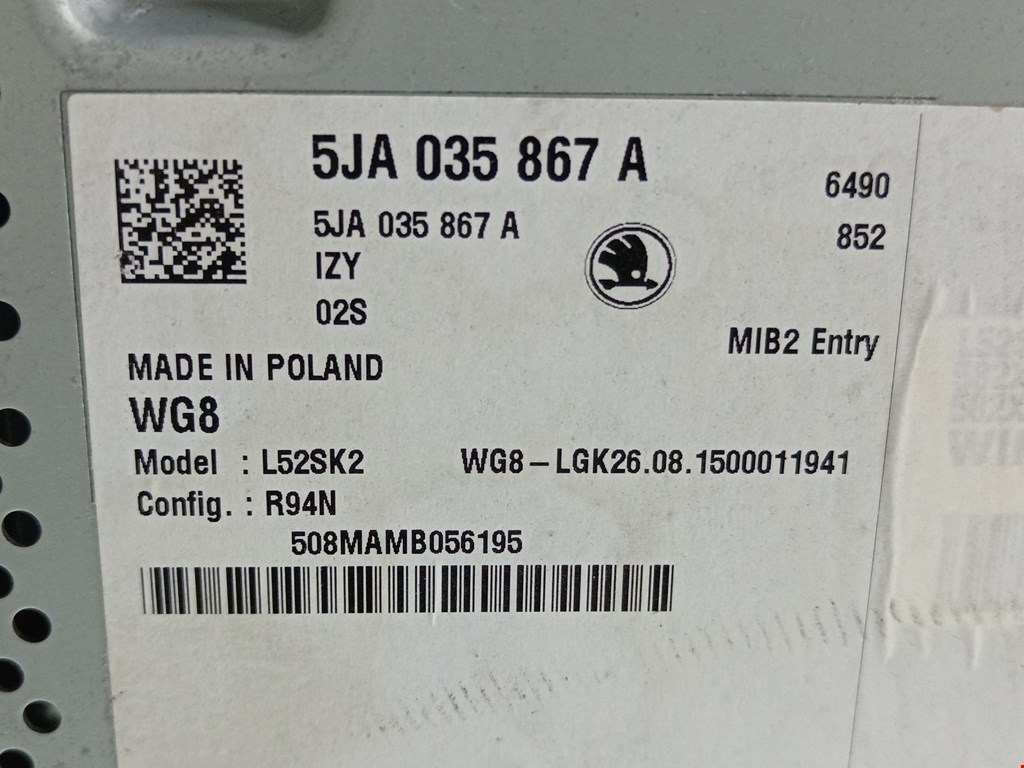 5JA 035 867 A
6490
5JA 035 867 A
852
IZY
02S
MIB2 Entry
MADE IN POLAND
WG8
Model : L52SK2 WG8-LGK26.08.1500011941
Config. : R94N
508MAMB056195